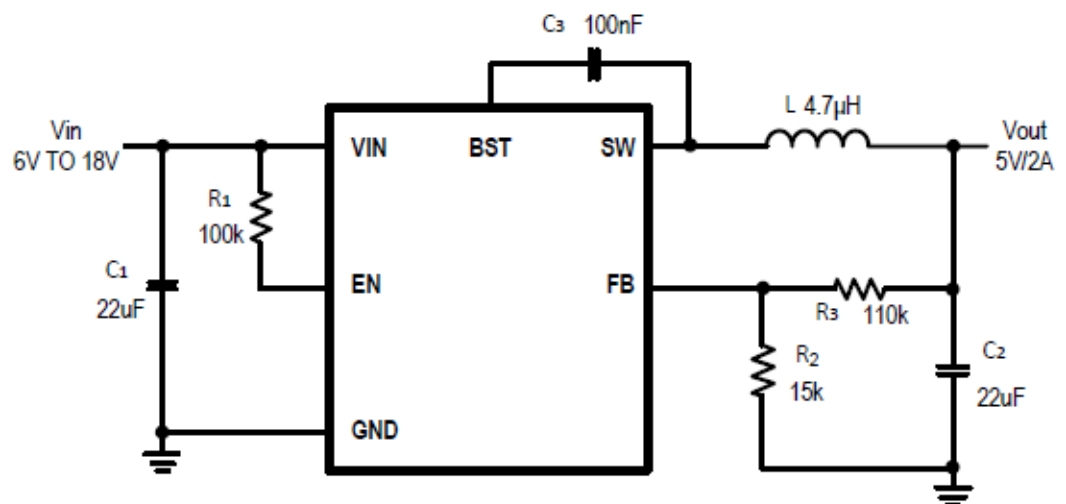 C₃ 100nF
L 4.7µH
Vin
6V TO 18V
VIN
BST
SW
Vout
5V/2A
R₁
100k
C₁
22uF
EN
FB
R₃
110k
R₂
15k
C₂
22uF
GND